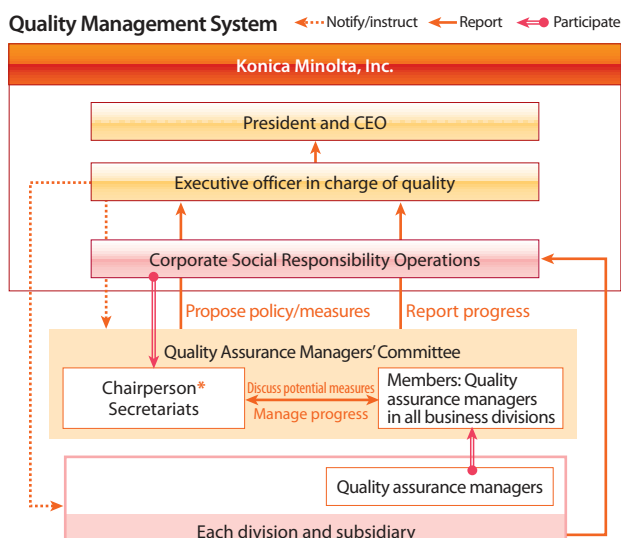 Quality Management System
Notify/instruct
Report
Participate
Konica Minolta, Inc.
President and CEO
Executive officer in charge of quality
Corporate Social Responsibility Operations
Propose policy/measures
Report progress
Quality Assurance Managers' Committee
Chairperson*
Secretariats
Discuss potential measures
Manage progress
Members: Quality
assurance managers
in all business divisions
Quality assurance managers
Each division and subsidiary